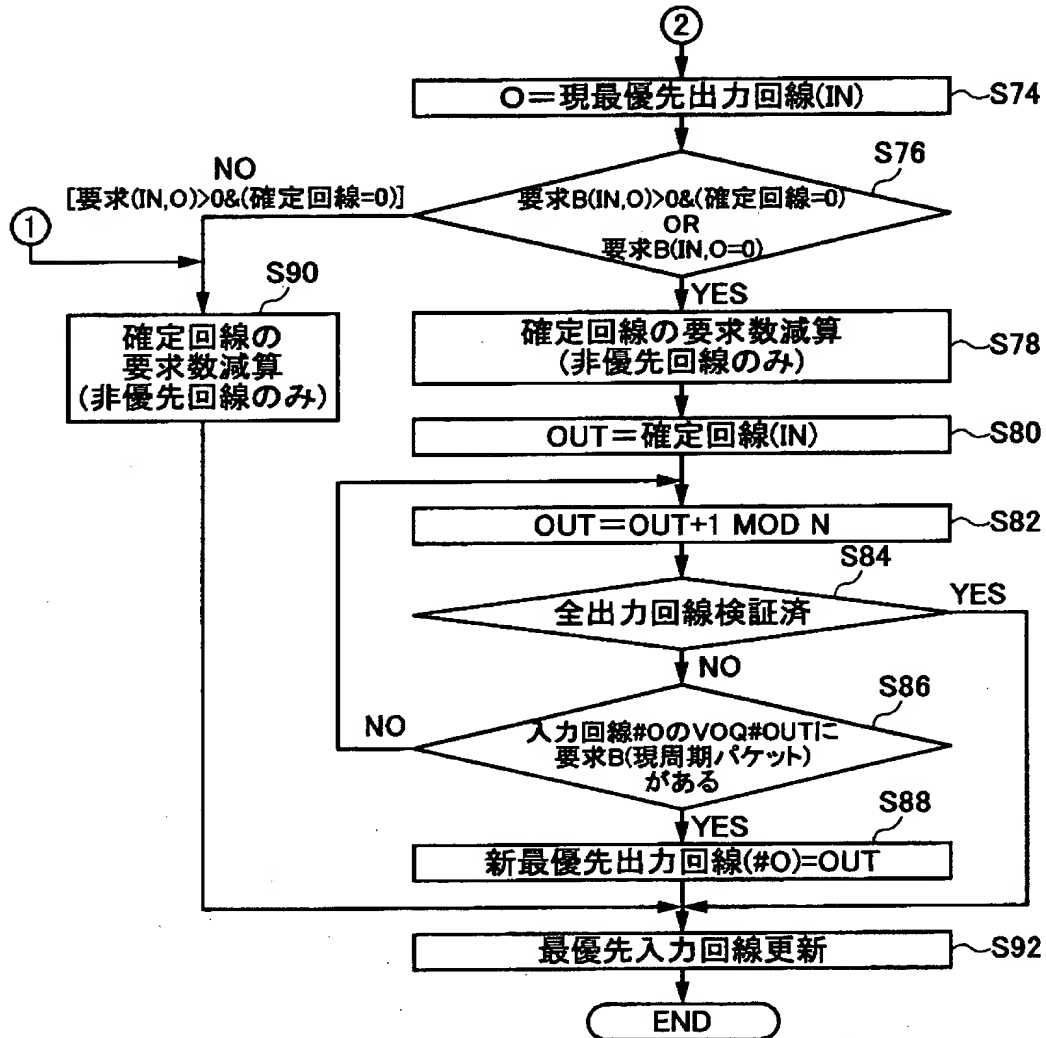 ②
O=現最優先出力回線(IN)
S74
S76
NO
[要求(IN,O)>0&(確定回線=0)]
要求B(IN,O)>0&(確定回線=0)
OR
要求B(IN,O=0)
①
YES
S90
確定回線の
要求数減算
(非優先回線のみ)
確定回線の要求数減算
(非優先回線のみ)
S78
OUT=確定回線(IN)
S80
OUT=OUT+1 MOD N
S82
S84
全出力回線検証済
YES
NO
S86
NO
入力回線#OのVOQ#OUTに
要求B(現周期パケット)
がある
YES
S88
新最優先出力回線(#O)=OUT
最優先入力回線更新
S92
END